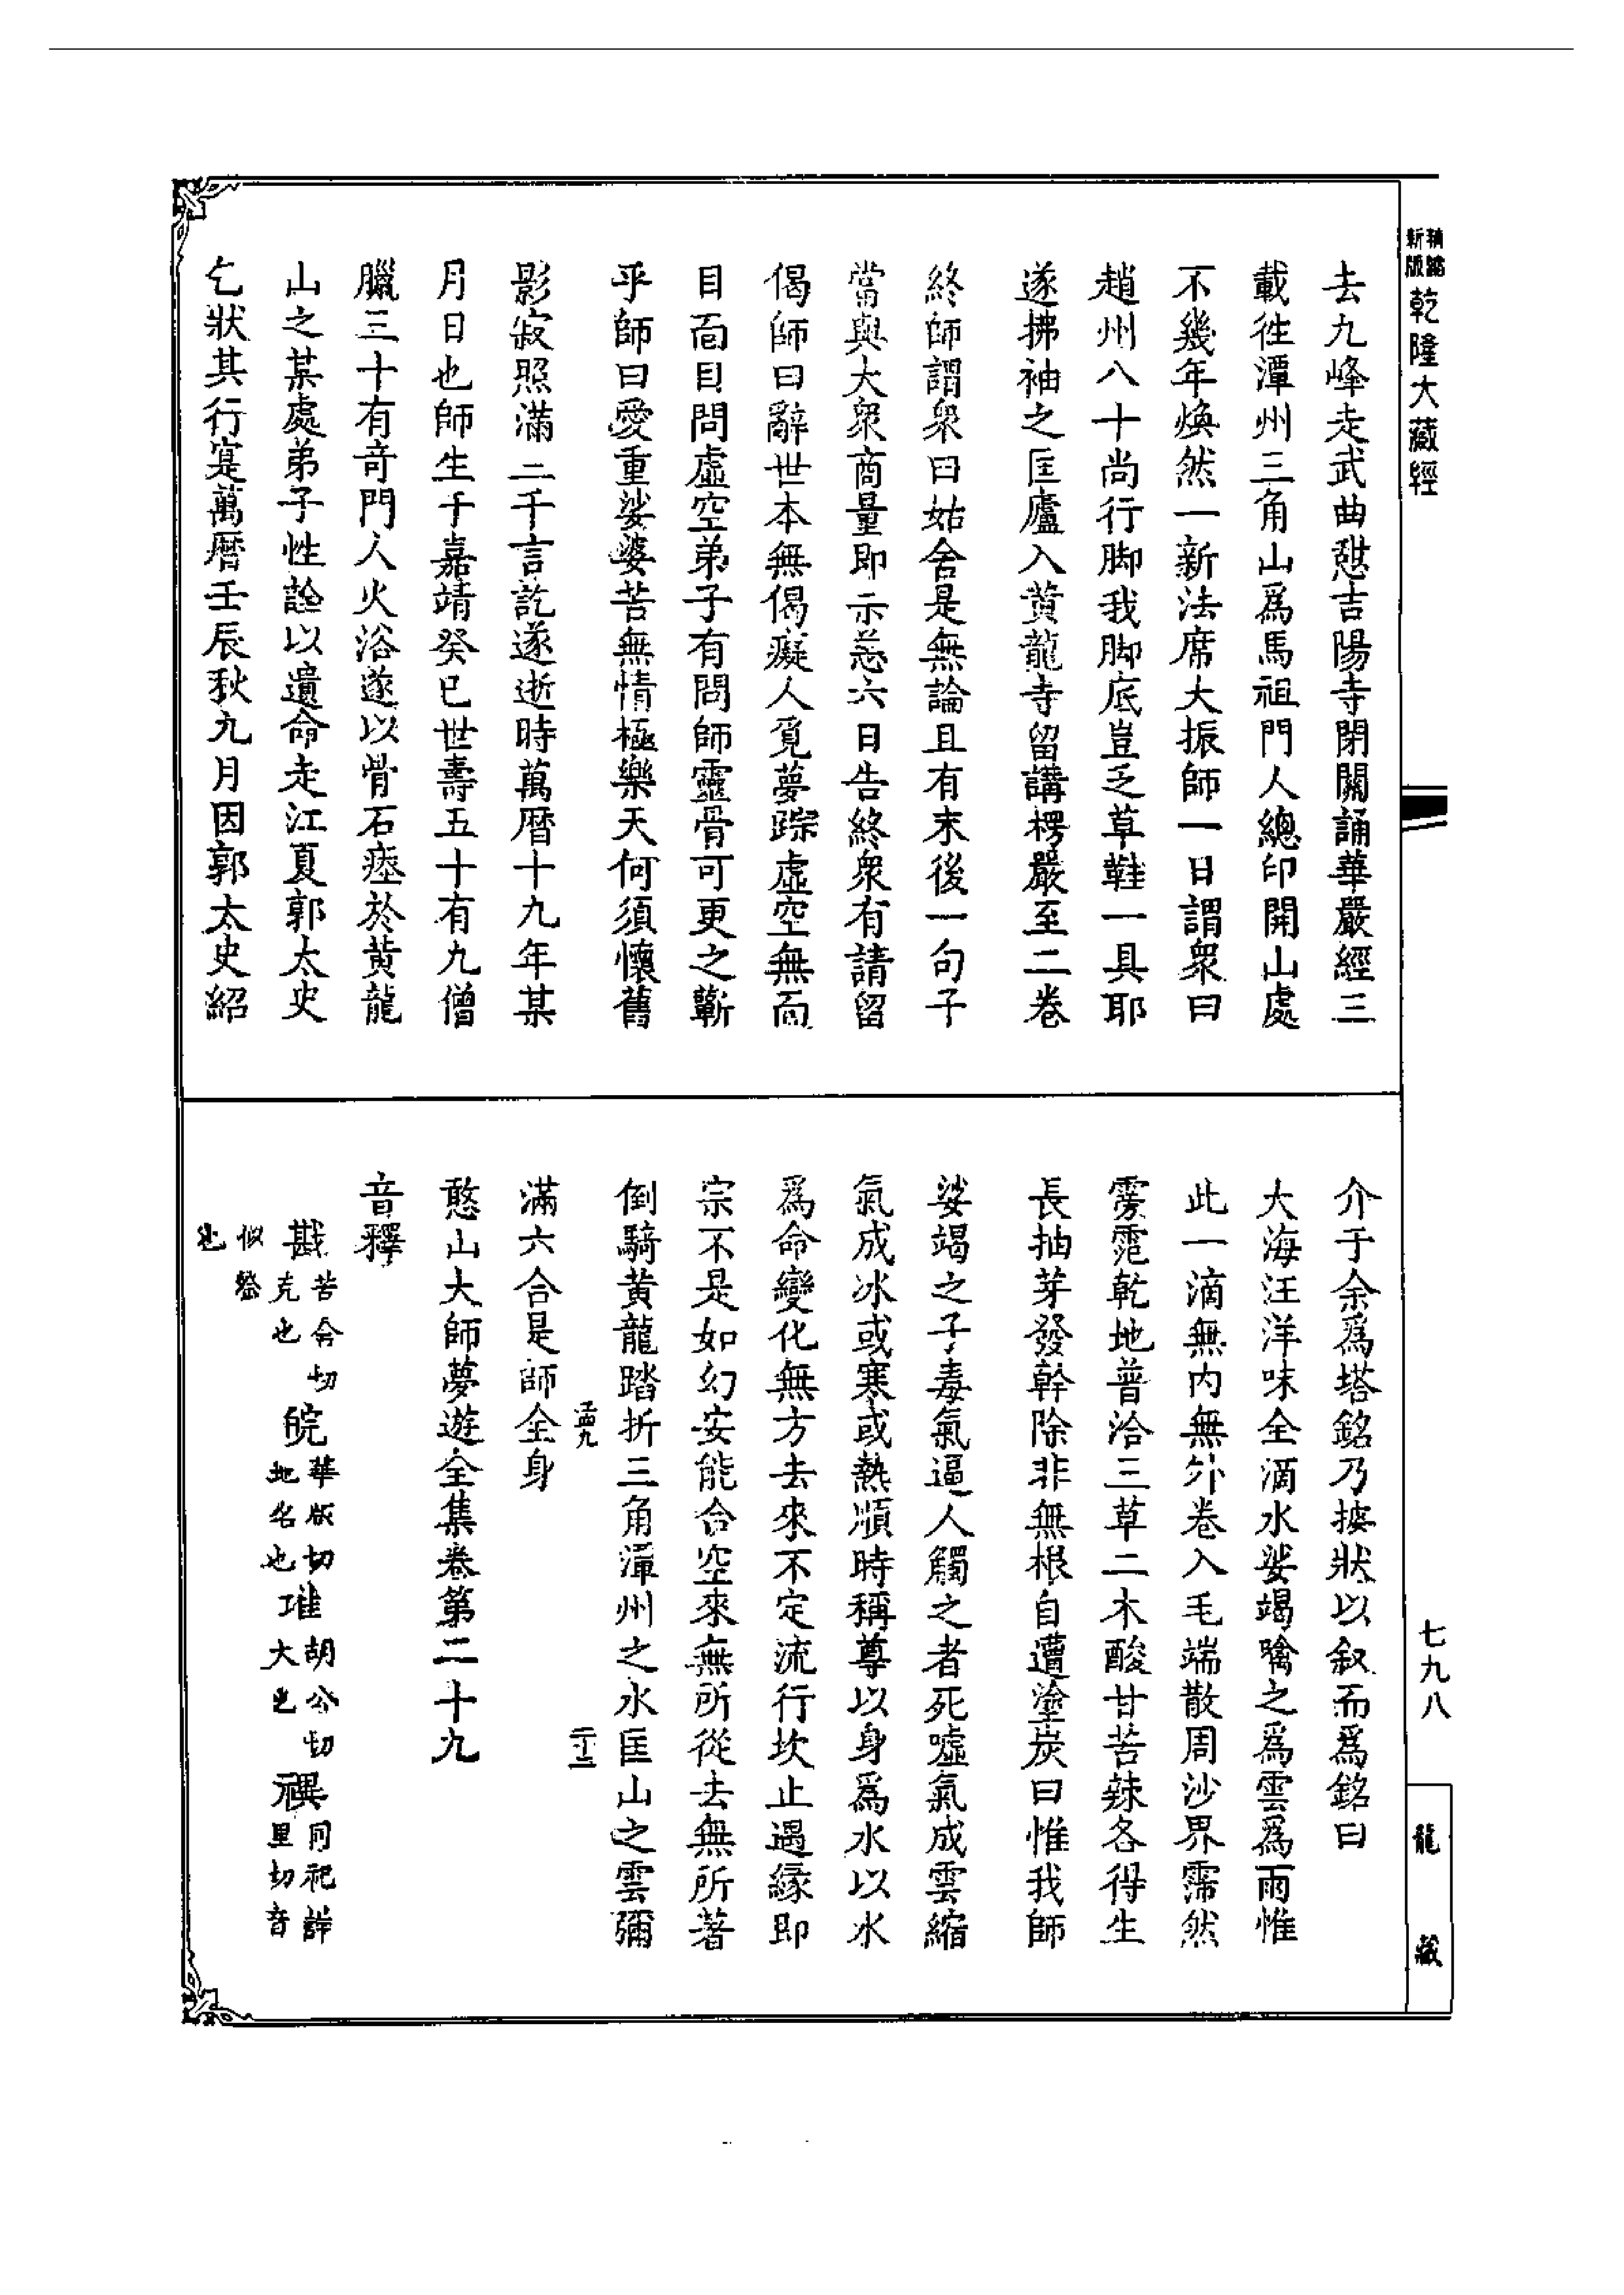 新版精縮乾隆大藏經
去九峰走武曲憇吉陽寺閉關誦華嚴經三
載徃潭州三角山爲馬祖門人總印開山處
不幾年煥然一新法席大振師一日謂衆曰
趙州八十尚行脚我脚底豈乏草鞋一具耶
遂拂袖之匡廬入黄龍寺留講楞嚴至二卷
終師謂衆曰姑舍是無論且有末後一句子
當與大衆商量即示恙六日告終衆有請留
偈師曰辭世本無偈癡人覓夢踪虛空無面
目面目問虛空弟子有問師靈骨可更之蘄
乎師曰愛重娑婆苦無情極樂天何須懷舊
影寂照滿二千言訖遂逝時萬曆十九年某
月日也師生于嘉靖癸巳世壽五十有九僧
臘三十有奇門人火浴遂以骨石塟於黄龍
山之某處弟子性詮以遺命走江夏郭太史
乞狀其行寔萬曆壬辰秋九月因郭太史紹
介于余爲塔銘乃按狀以叙而爲銘曰
大海汪洋味全滴水娑竭噙之爲雲爲雨惟
此一滴無内無外卷入毛端散周沙界霈然
霶霑乾地普洽三草二木酸甘苦辣各得生
長抽芽發幹除非無根自遭塗炭曰惟我師
娑竭之子毒氣逼人觸之者死噓氣成雲縮
氣成冰或寒或熱順時稱尊以身爲水以水
爲命變化無方去來不定流行坎止遇緣即
宗不是如幻安能合空來無所從去無所著
倒騎黄龍踏折三角潭州之水匡山之雲彌
滿六合是師全身
憨山大師夢遊全集卷第二十九
音釋
戡苦含切克也 皖華版切地名也 琟胡公切大也 禩同祀詳里切音
似祭也
七九八
龍藏